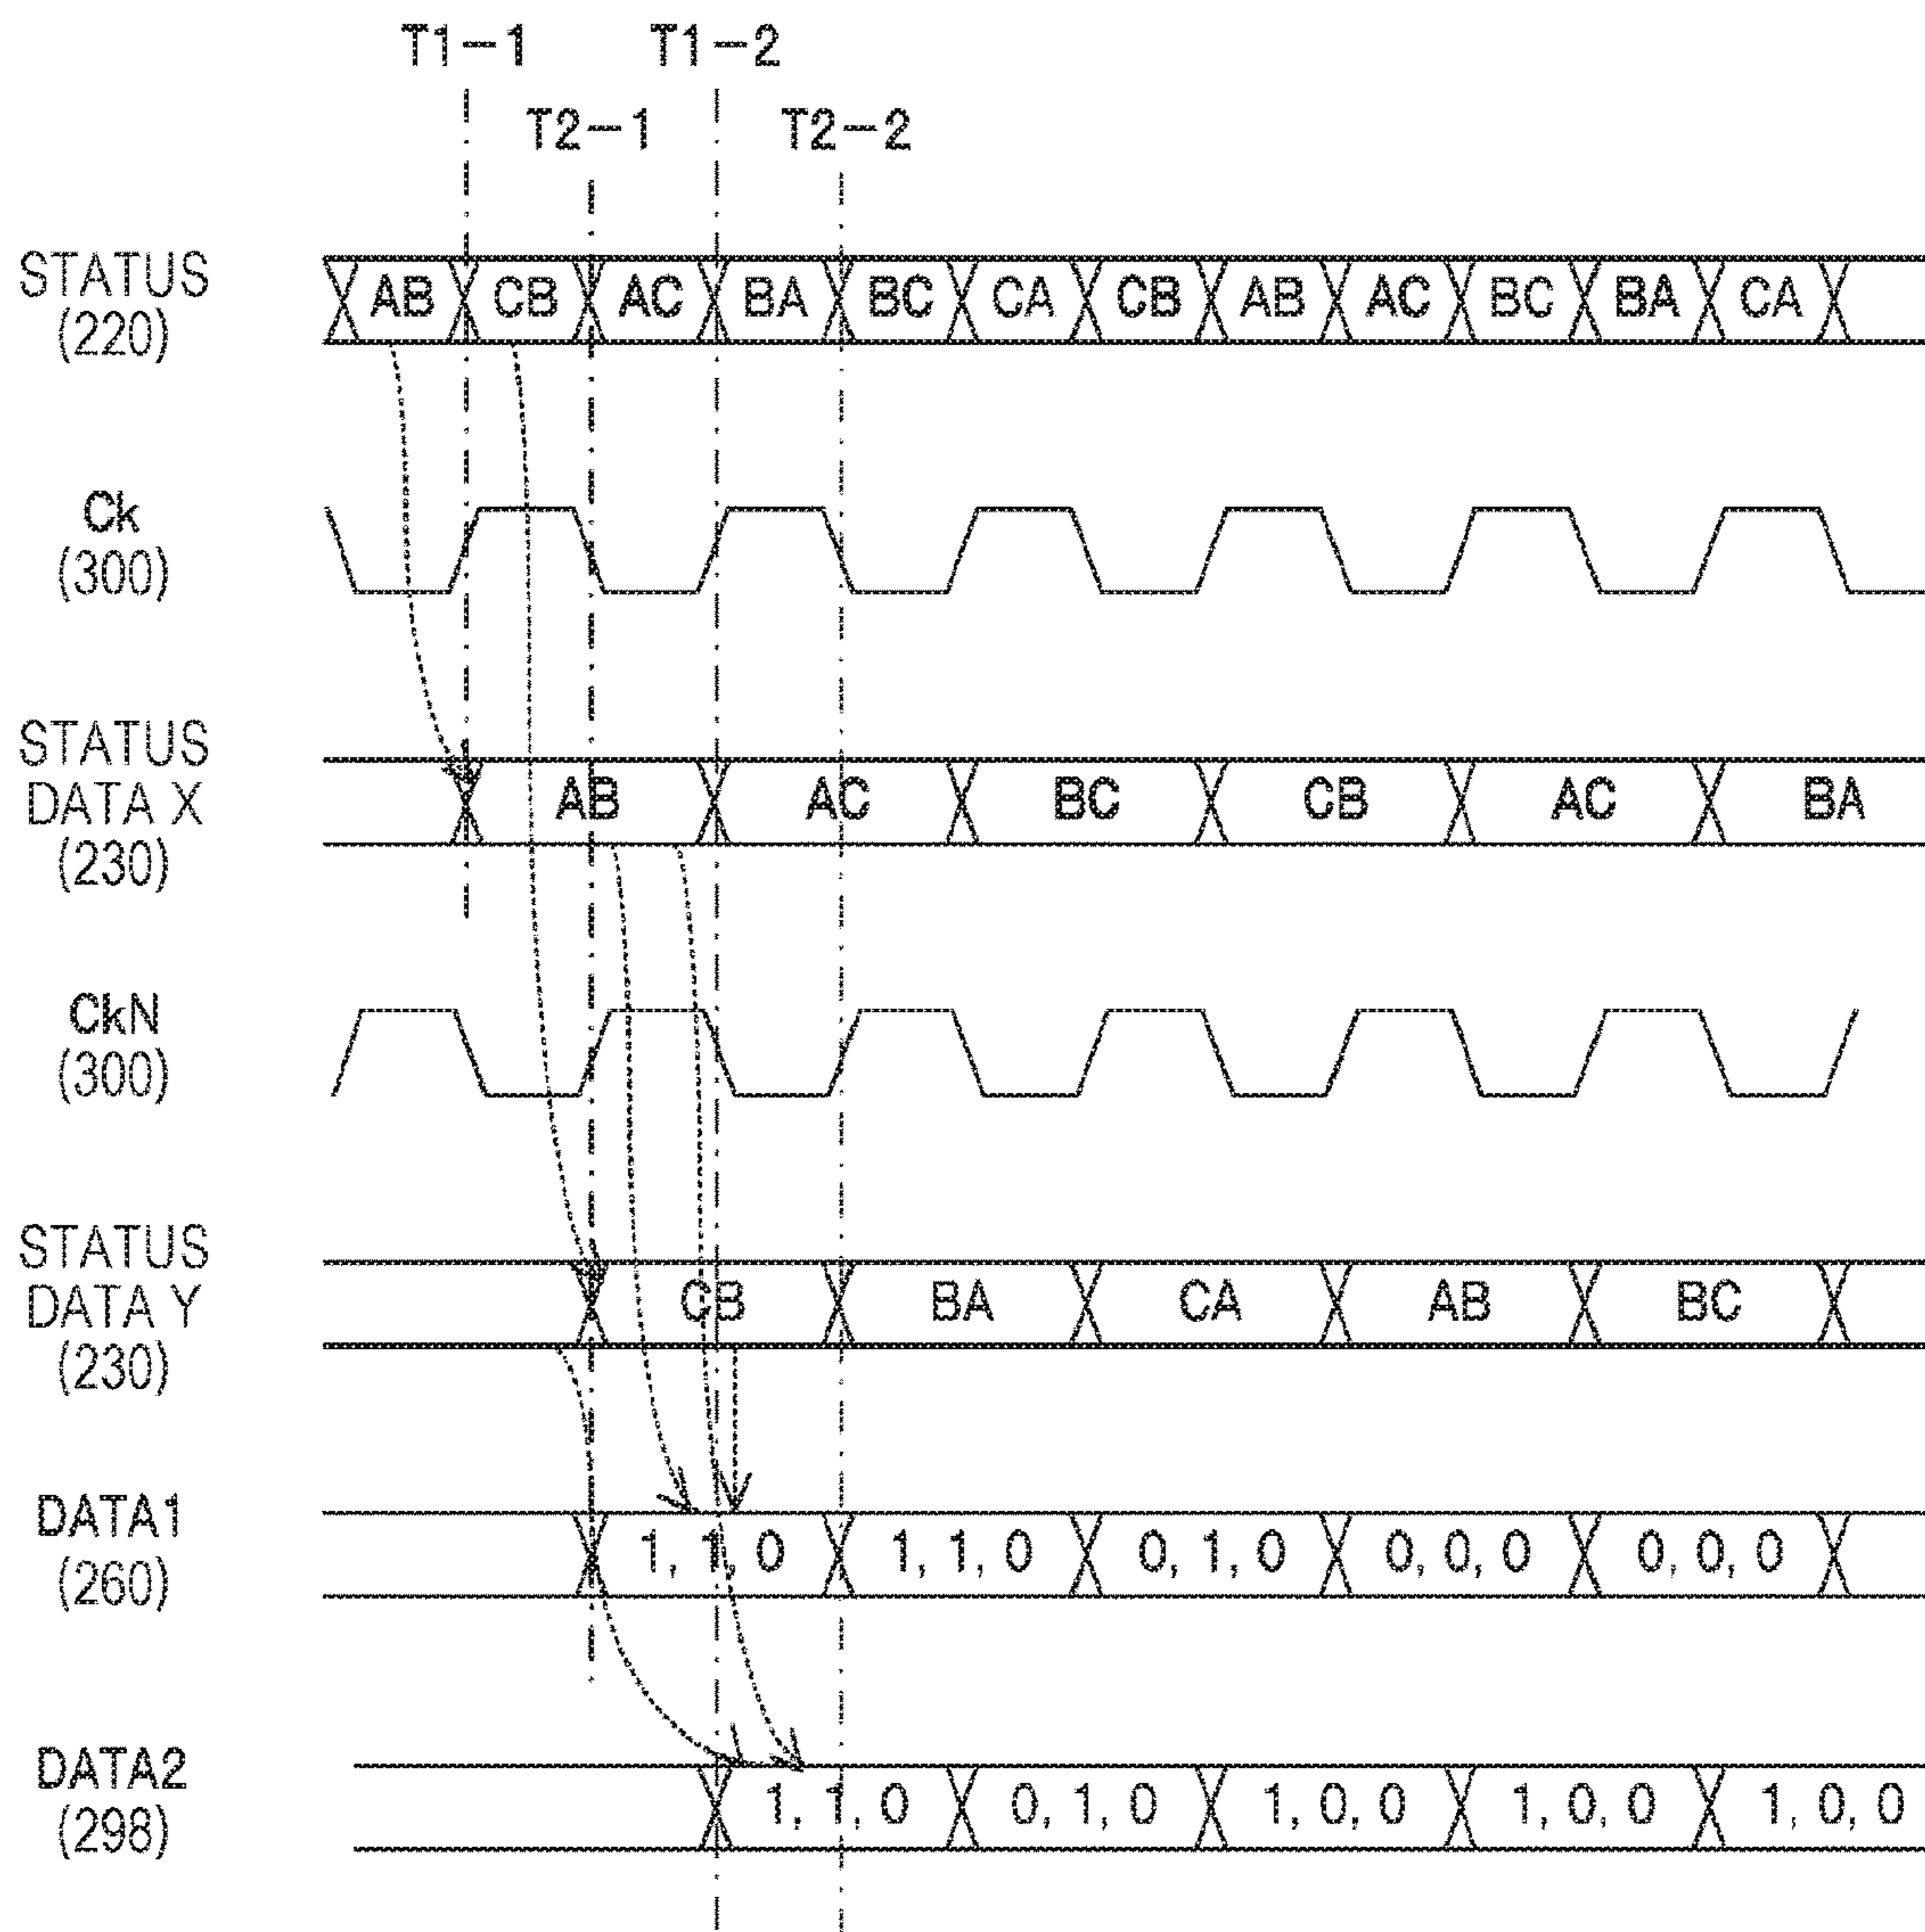 T1-1 T1-2
T2-1 T2-2
STATUS
(220)
AB CB AC BA BC CA CB AB AC BC BA CA
Ck
(300)
STATUS
DATA X
(230)
AB AC BC CB AC BA
CkN
(300)
STATUS
DATA Y
(230)
CB BA CA AB BC
DATA1
(260)
1, 1, 0 1, 1, 0 0, 1, 0 0, 0, 0 0, 0, 0
DATA2
(298)
1, 1, 0 0, 1, 0 1, 0, 0 1, 0, 0 1, 0, 0